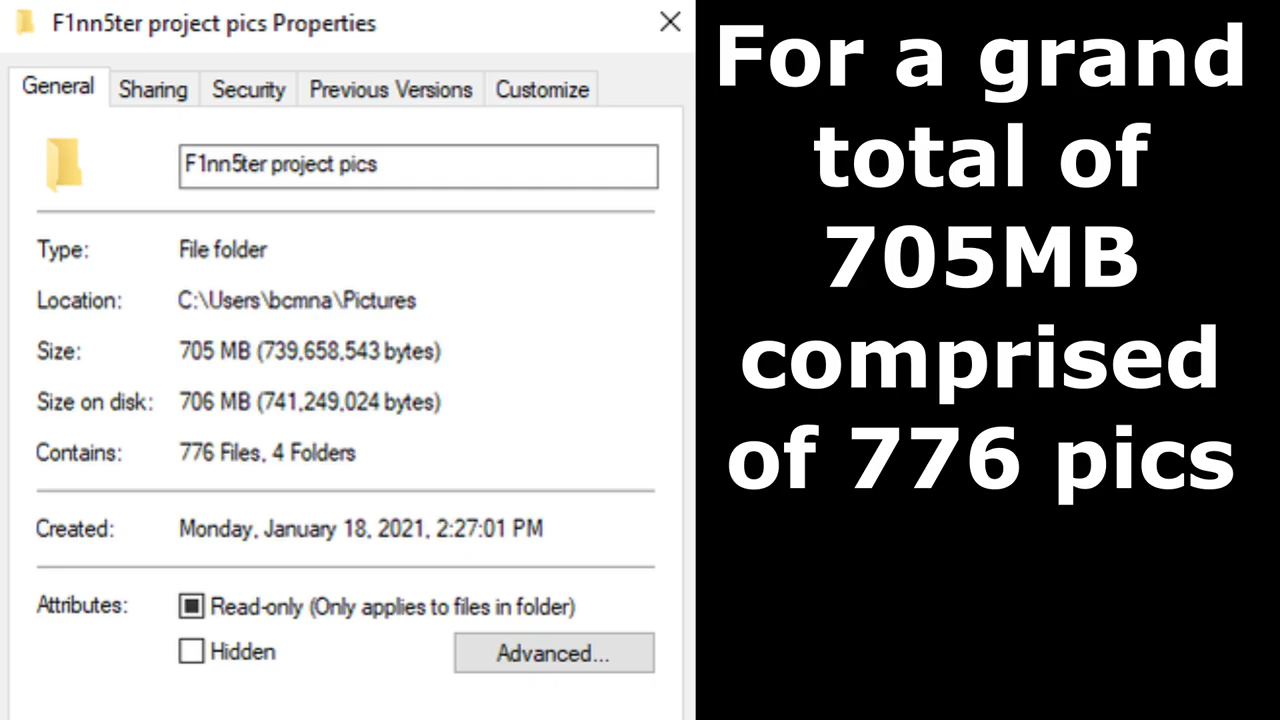 F1nn5ter project pics Properties
General Sharing Security Previous Versions Customize
F1nn5ter project pics
Type: File folder
Location: C:\Users\bcmna\Pictures
Size: 705 MB (739,658,543 bytes)
Size on disk: 706 MB (741,249,024 bytes)
Contains: 776 Files, 4 Folders
Created: Monday, January 18, 2021, 2:27:01 PM
Attributes: Read-only (Only applies to files in folder)
Hidden
Advanced...
For a grand
total of
705MB
comprised
of 776 pics